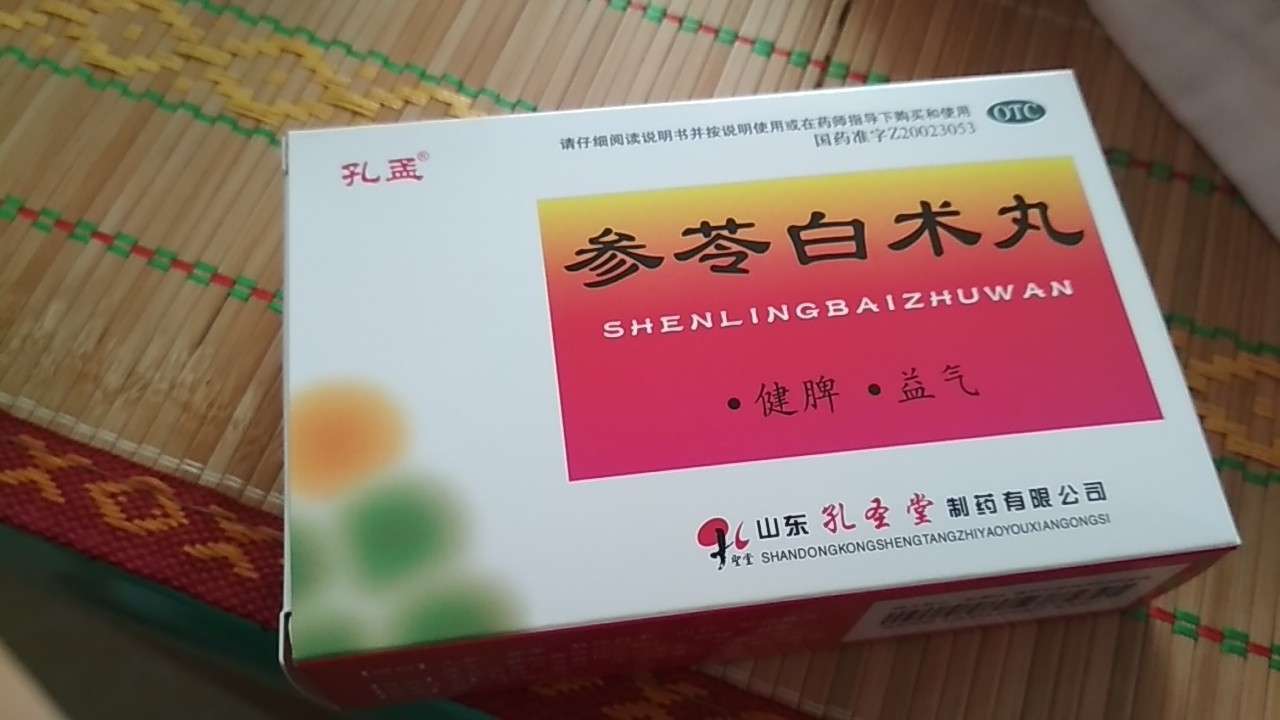 孔孟®
请仔细阅读说明书并按说明使用或在药师指导下购买和使用
OTC
国药准字Z20023053
参苓白术丸
SHENLINGBAIZHUWAN
·健脾 ·益气
山东孔圣堂制药有限公司
SHANDONGKONGSHENGTANGZHIYAOYOUXIANGONGSI